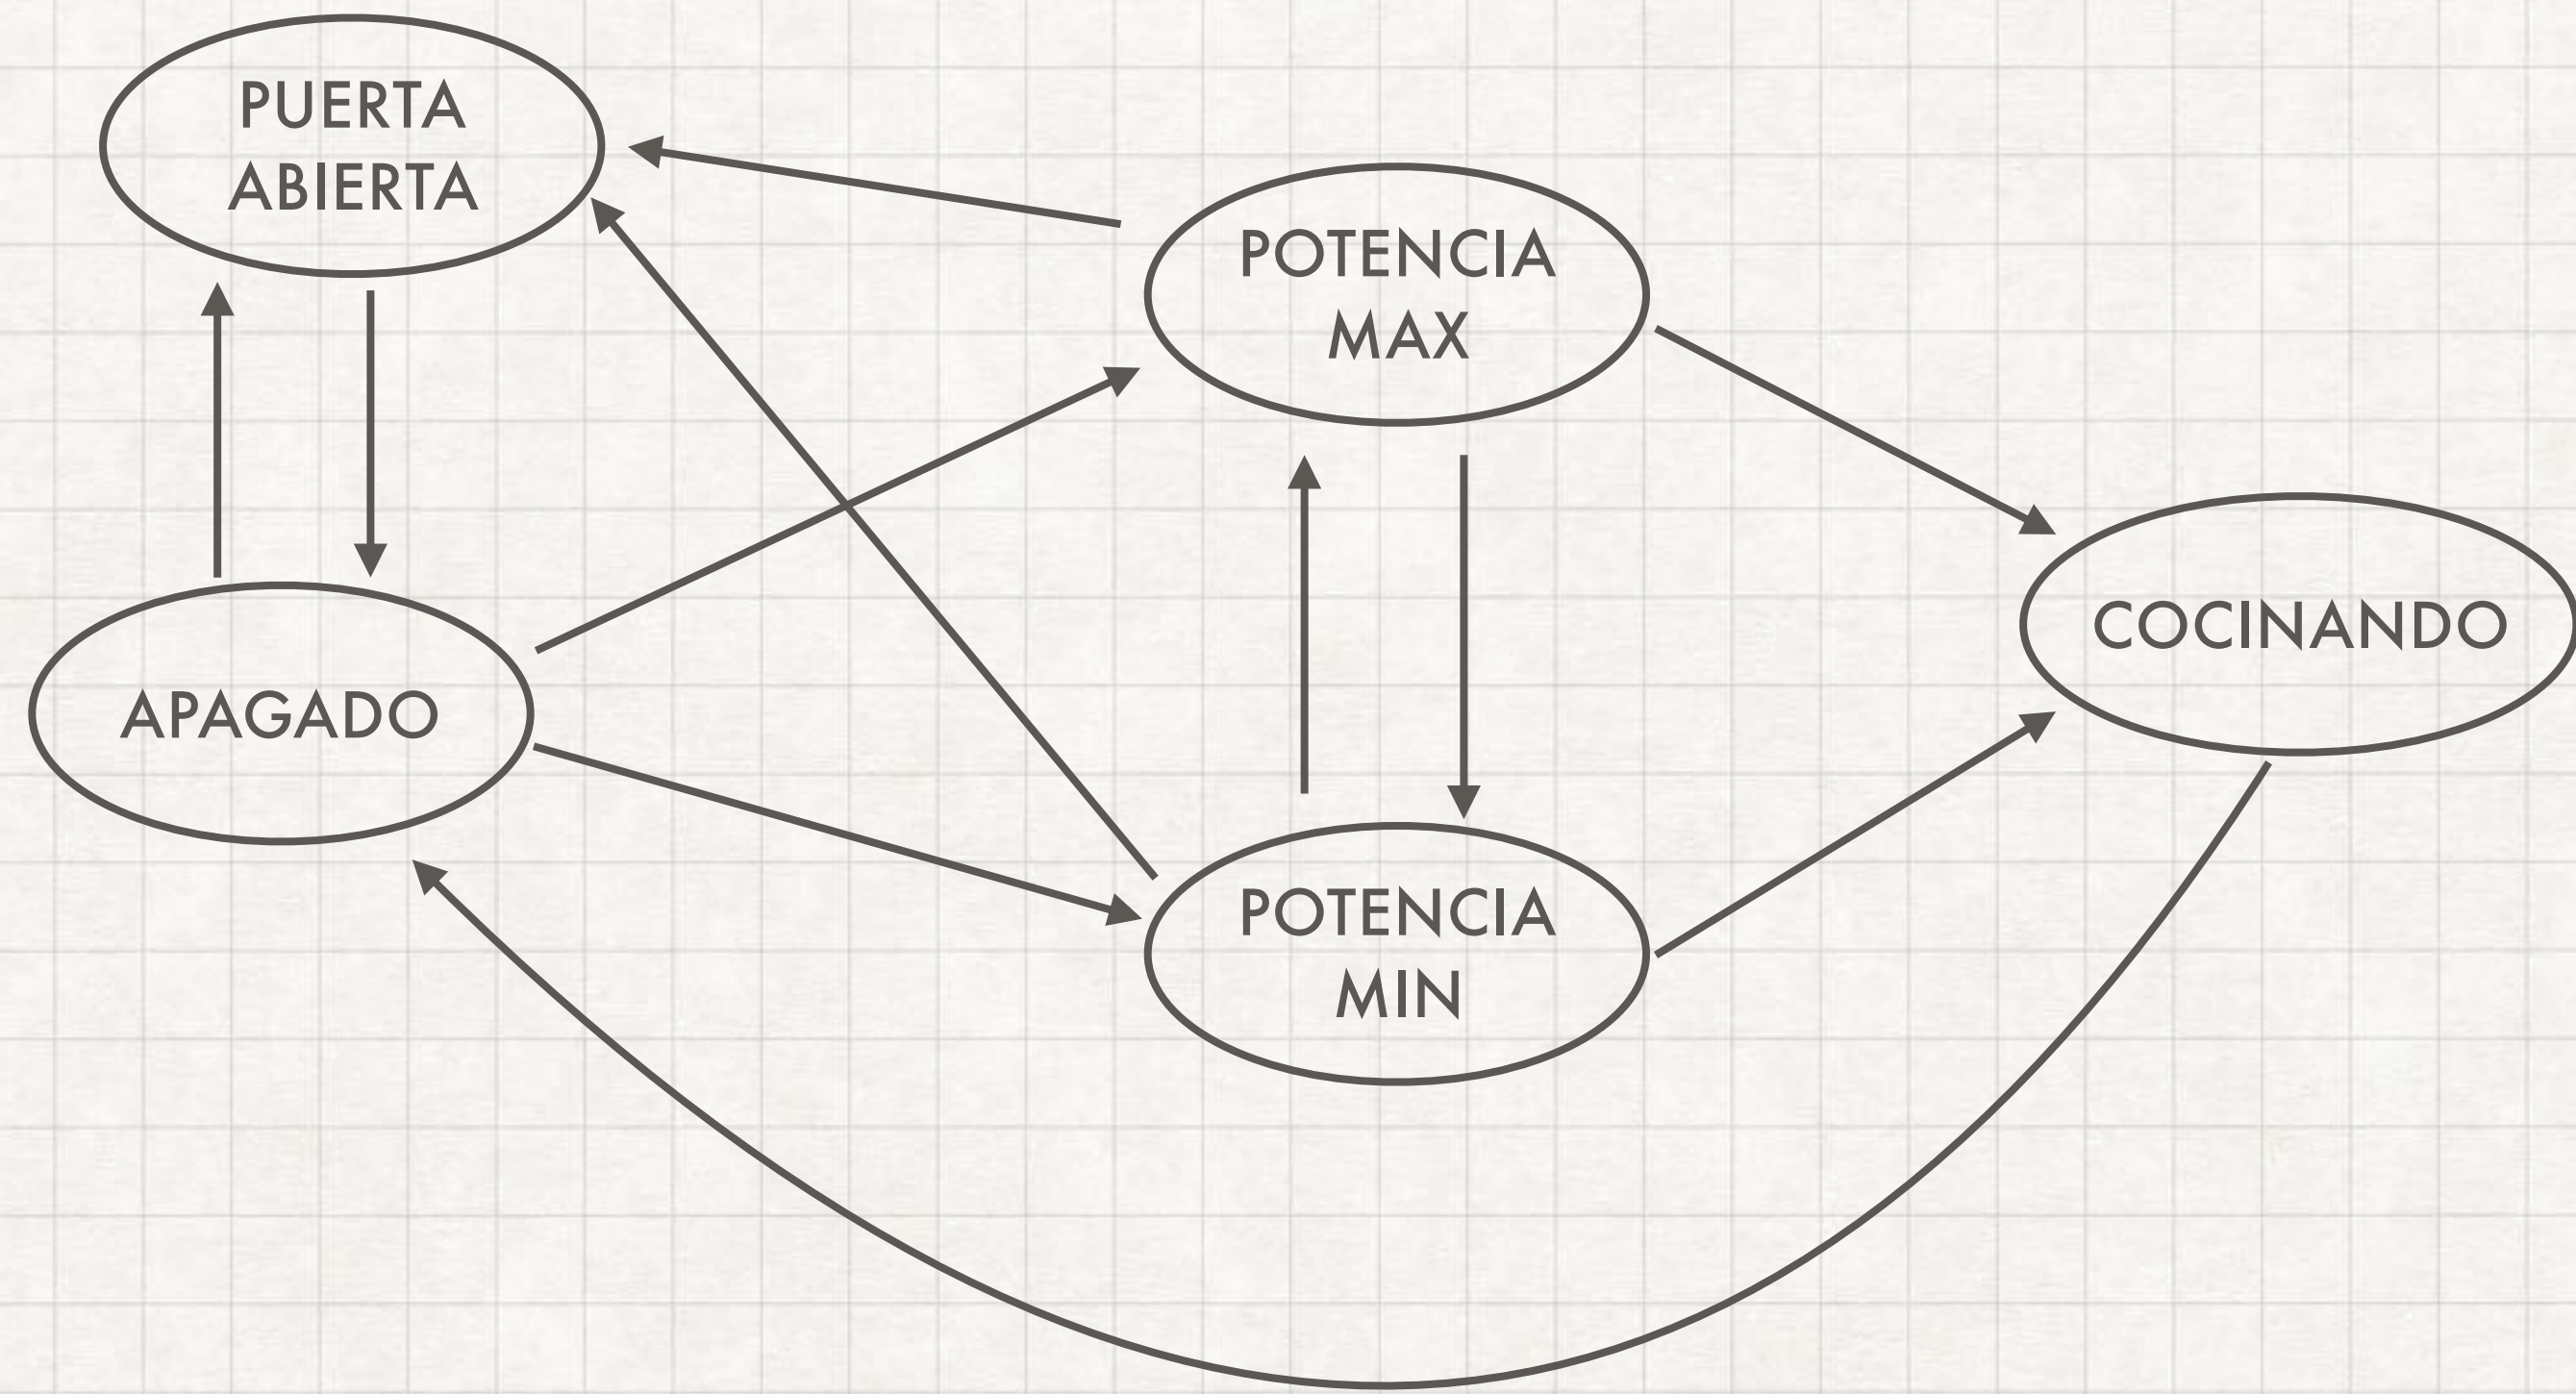 PUERTA
ABIERTA
POTENCIA
MAX
COCINANDO
APAGADO
POTENCIA
MIN